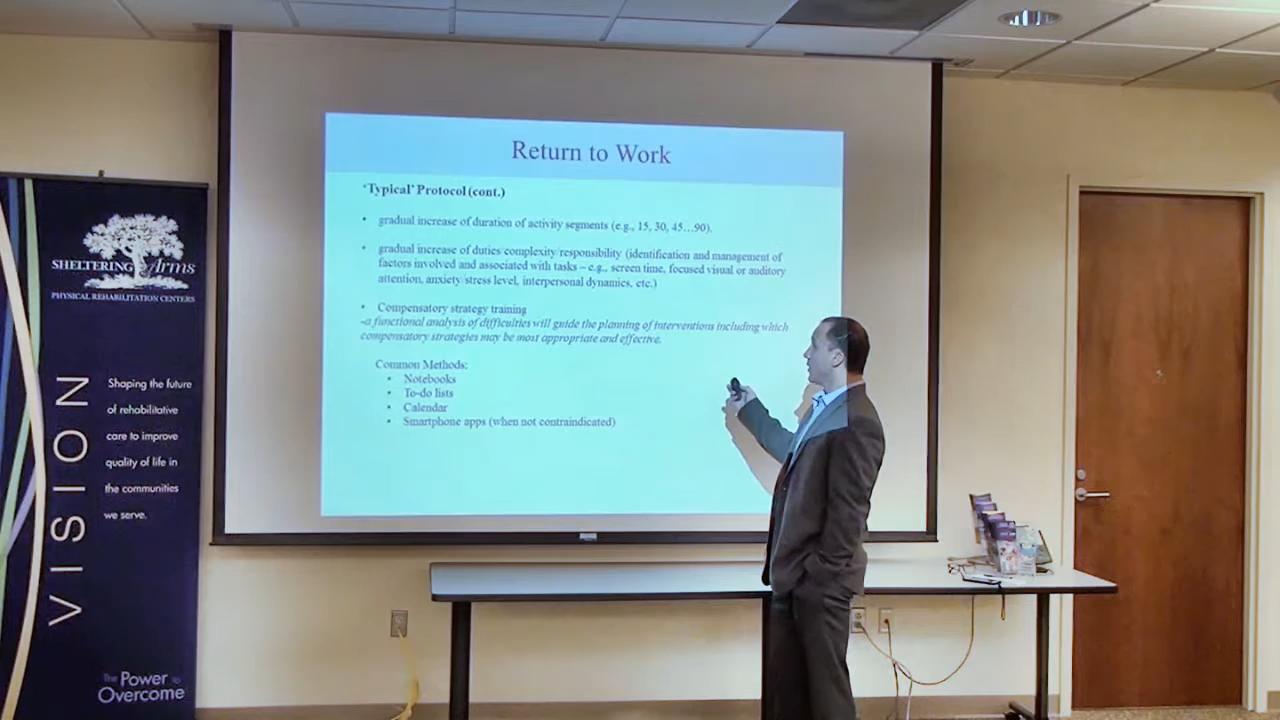 Return to Work
'Typical' Protocol (cont.)
• gradual increase of duration of activity segments (e.g., 15, 30, 45…90).
• gradual increase of duties/complexity/responsibility (identification and management of
factors involved and associated with tasks – e.g., screen time, focused visual or auditory
attention, anxiety/stress level, interpersonal dynamics, etc.)
• Compensatory strategy training
-a functional analysis of difficulties will guide the planning of interventions including which
compensatory strategies may be most appropriate and effective.
Common Methods:
• Notebooks
• To-do lists
• Calendar
• Smartphone apps (when not contraindicated)
SHELTERING Arms
PHYSICAL REHABILITATION CENTERS
VISION
Shaping the future
of rehabilitative
care to improve
quality of life in
the communities
we serve.
The Power to
Overcome